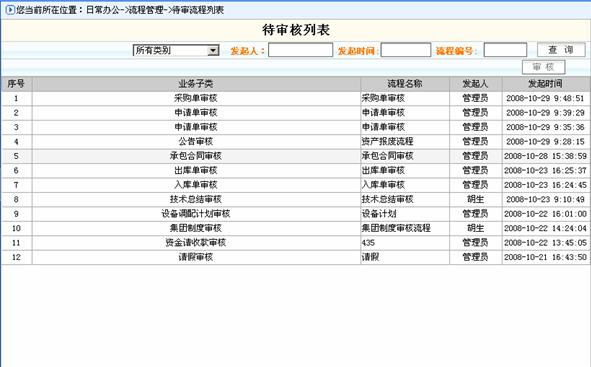 您当前所在位置：日常办公->流程管理->待审流程列表
待审核列表
所有类别 发起人： 发起时间: 流程编号: 查 询
审 核
序号 业务子类 流程名称 发起人 发起时间
1 采购单审核 采购单审核 管理员 2008-10-29 9:48:51
2 申请单审核 申请单审核 管理员 2008-10-29 9:39:29
3 申请单审核 申请单审核 管理员 2008-10-29 9:35:36
4 公告审核 资产报废流程 管理员 2008-10-29 9:28:15
5 承包合同审核 承包合同审核 管理员 2008-10-28 15:38:59
6 出库单审核 出库单审核 管理员 2008-10-23 16:25:37
7 入库单审核 入库单审核 管理员 2008-10-23 16:24:45
8 技术总结审核 技术总结审核 胡生 2008-10-23 9:10:49
9 设备调配计划审核 设备计划 管理员 2008-10-22 16:01:00
10 集团制度审核 集团制度审核流程 胡生 2008-10-22 14:24:04
11 资金请收款审核 435 管理员 2008-10-22 13:45:05
12 请假审核 请假 管理员 2008-10-21 16:43:50